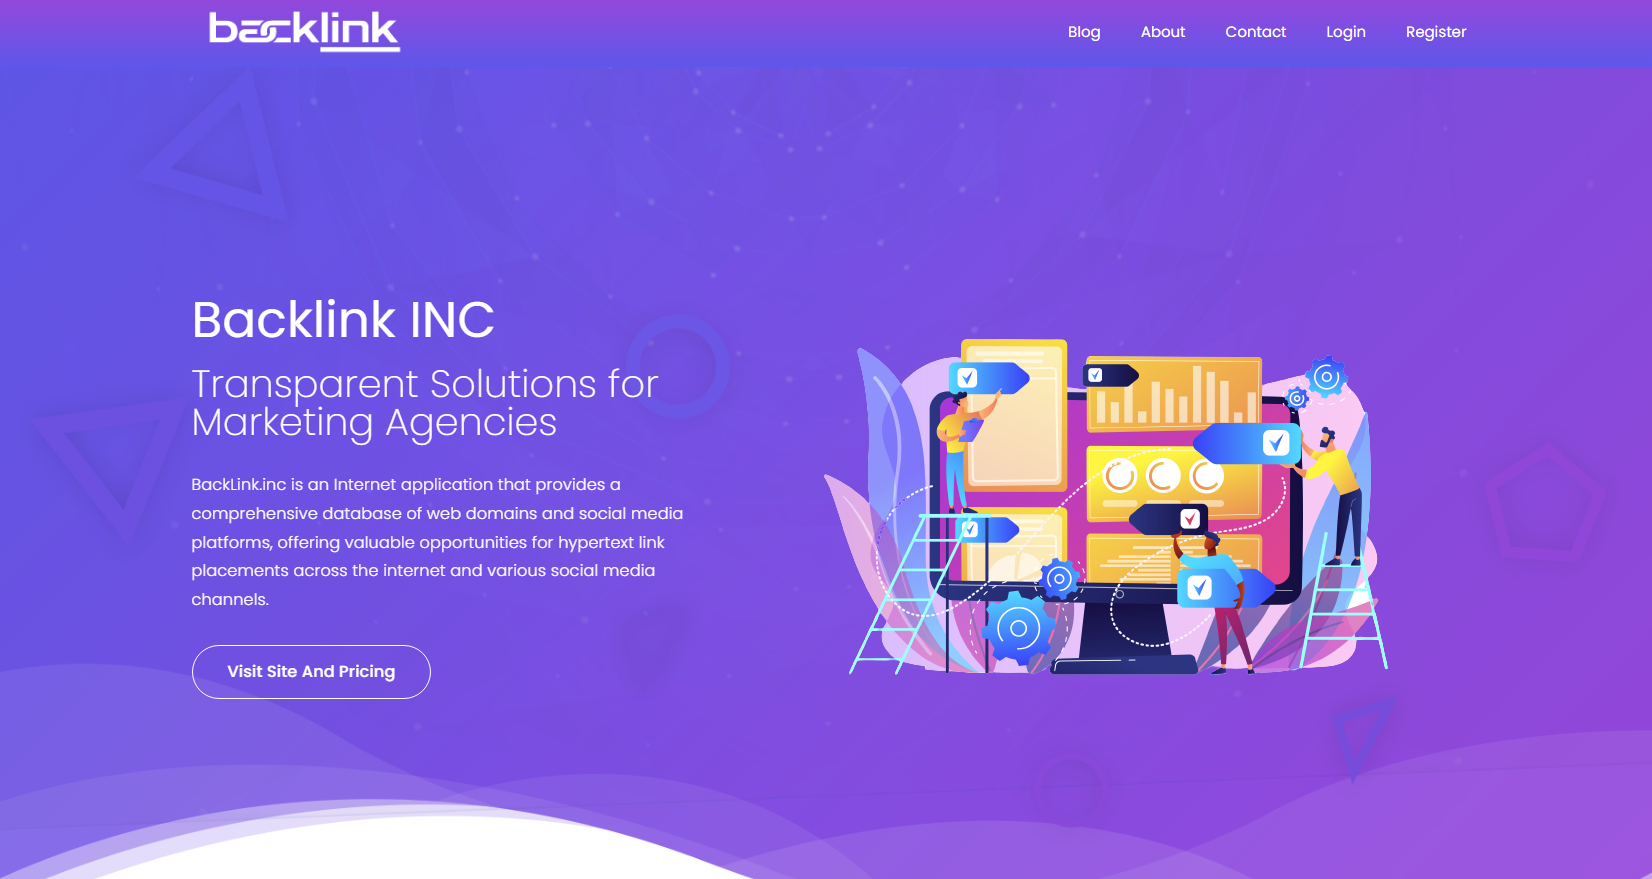 backlink
Blog
About
Contact
Login
Register
Backlink INC
Transparent Solutions for
Marketing Agencies
BackLink.inc is an Internet application that provides a
comprehensive database of web domains and social media
platforms, offering valuable opportunities for hypertext link
placements across the internet and various social media
channels.
Visit Site And Pricing